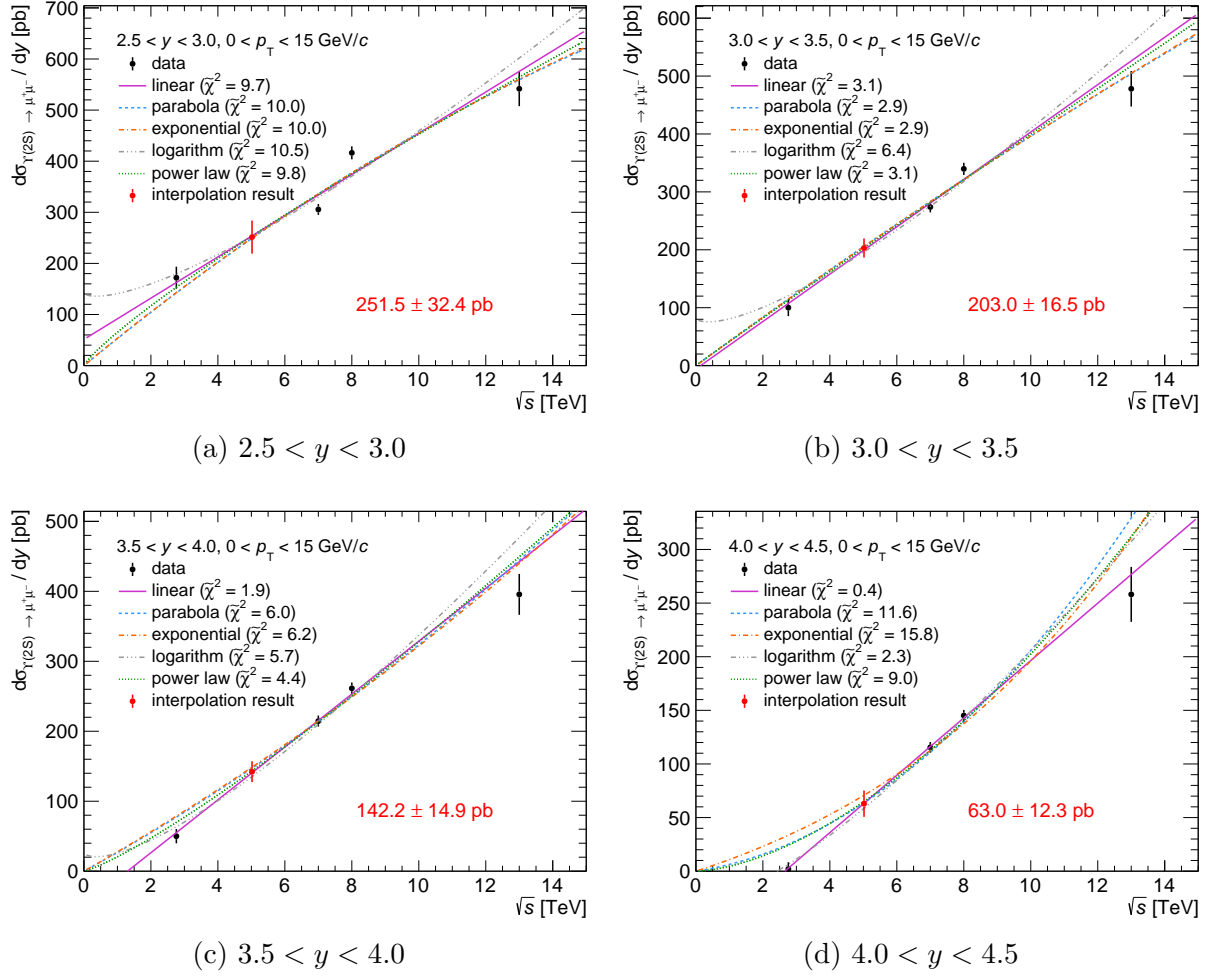 dσ_ϒ(2S) → μ⁺μ⁻ / dy [pb]
700
600
500
400
300
200
100
0
2.5 < y < 3.0, 0 < p_T < 15 GeV/c
data
linear (χ̃² = 9.7)
parabola (χ̃² = 10.0)
exponential (χ̃² = 10.0)
logarithm (χ̃² = 10.5)
power law (χ̃² = 9.8)
interpolation result
251.5 ± 32.4 pb
0 2 4 6 8 10 12 14
√s [TeV]
(a) 2.5 < y < 3.0
dσ_ϒ(2S) → μ⁺μ⁻ / dy [pb]
600
500
400
300
200
100
0
3.0 < y < 3.5, 0 < p_T < 15 GeV/c
data
linear (χ̃² = 3.1)
parabola (χ̃² = 2.9)
exponential (χ̃² = 2.9)
logarithm (χ̃² = 6.4)
power law (χ̃² = 3.1)
interpolation result
203.0 ± 16.5 pb
0 2 4 6 8 10 12 14
√s [TeV]
(b) 3.0 < y < 3.5
dσ_ϒ(2S) → μ⁺μ⁻ / dy [pb]
500
400
300
200
100
0
3.5 < y < 4.0, 0 < p_T < 15 GeV/c
data
linear (χ̃² = 1.9)
parabola (χ̃² = 6.0)
exponential (χ̃² = 6.2)
logarithm (χ̃² = 5.7)
power law (χ̃² = 4.4)
interpolation result
142.2 ± 14.9 pb
0 2 4 6 8 10 12 14
√s [TeV]
(c) 3.5 < y < 4.0
dσ_ϒ(2S) → μ⁺μ⁻ / dy [pb]
300
250
200
150
100
50
0
4.0 < y < 4.5, 0 < p_T < 15 GeV/c
data
linear (χ̃² = 0.4)
parabola (χ̃² = 11.6)
exponential (χ̃² = 15.8)
logarithm (χ̃² = 2.3)
power law (χ̃² = 9.0)
interpolation result
63.0 ± 12.3 pb
0 2 4 6 8 10 12 14
√s [TeV]
(d) 4.0 < y < 4.5